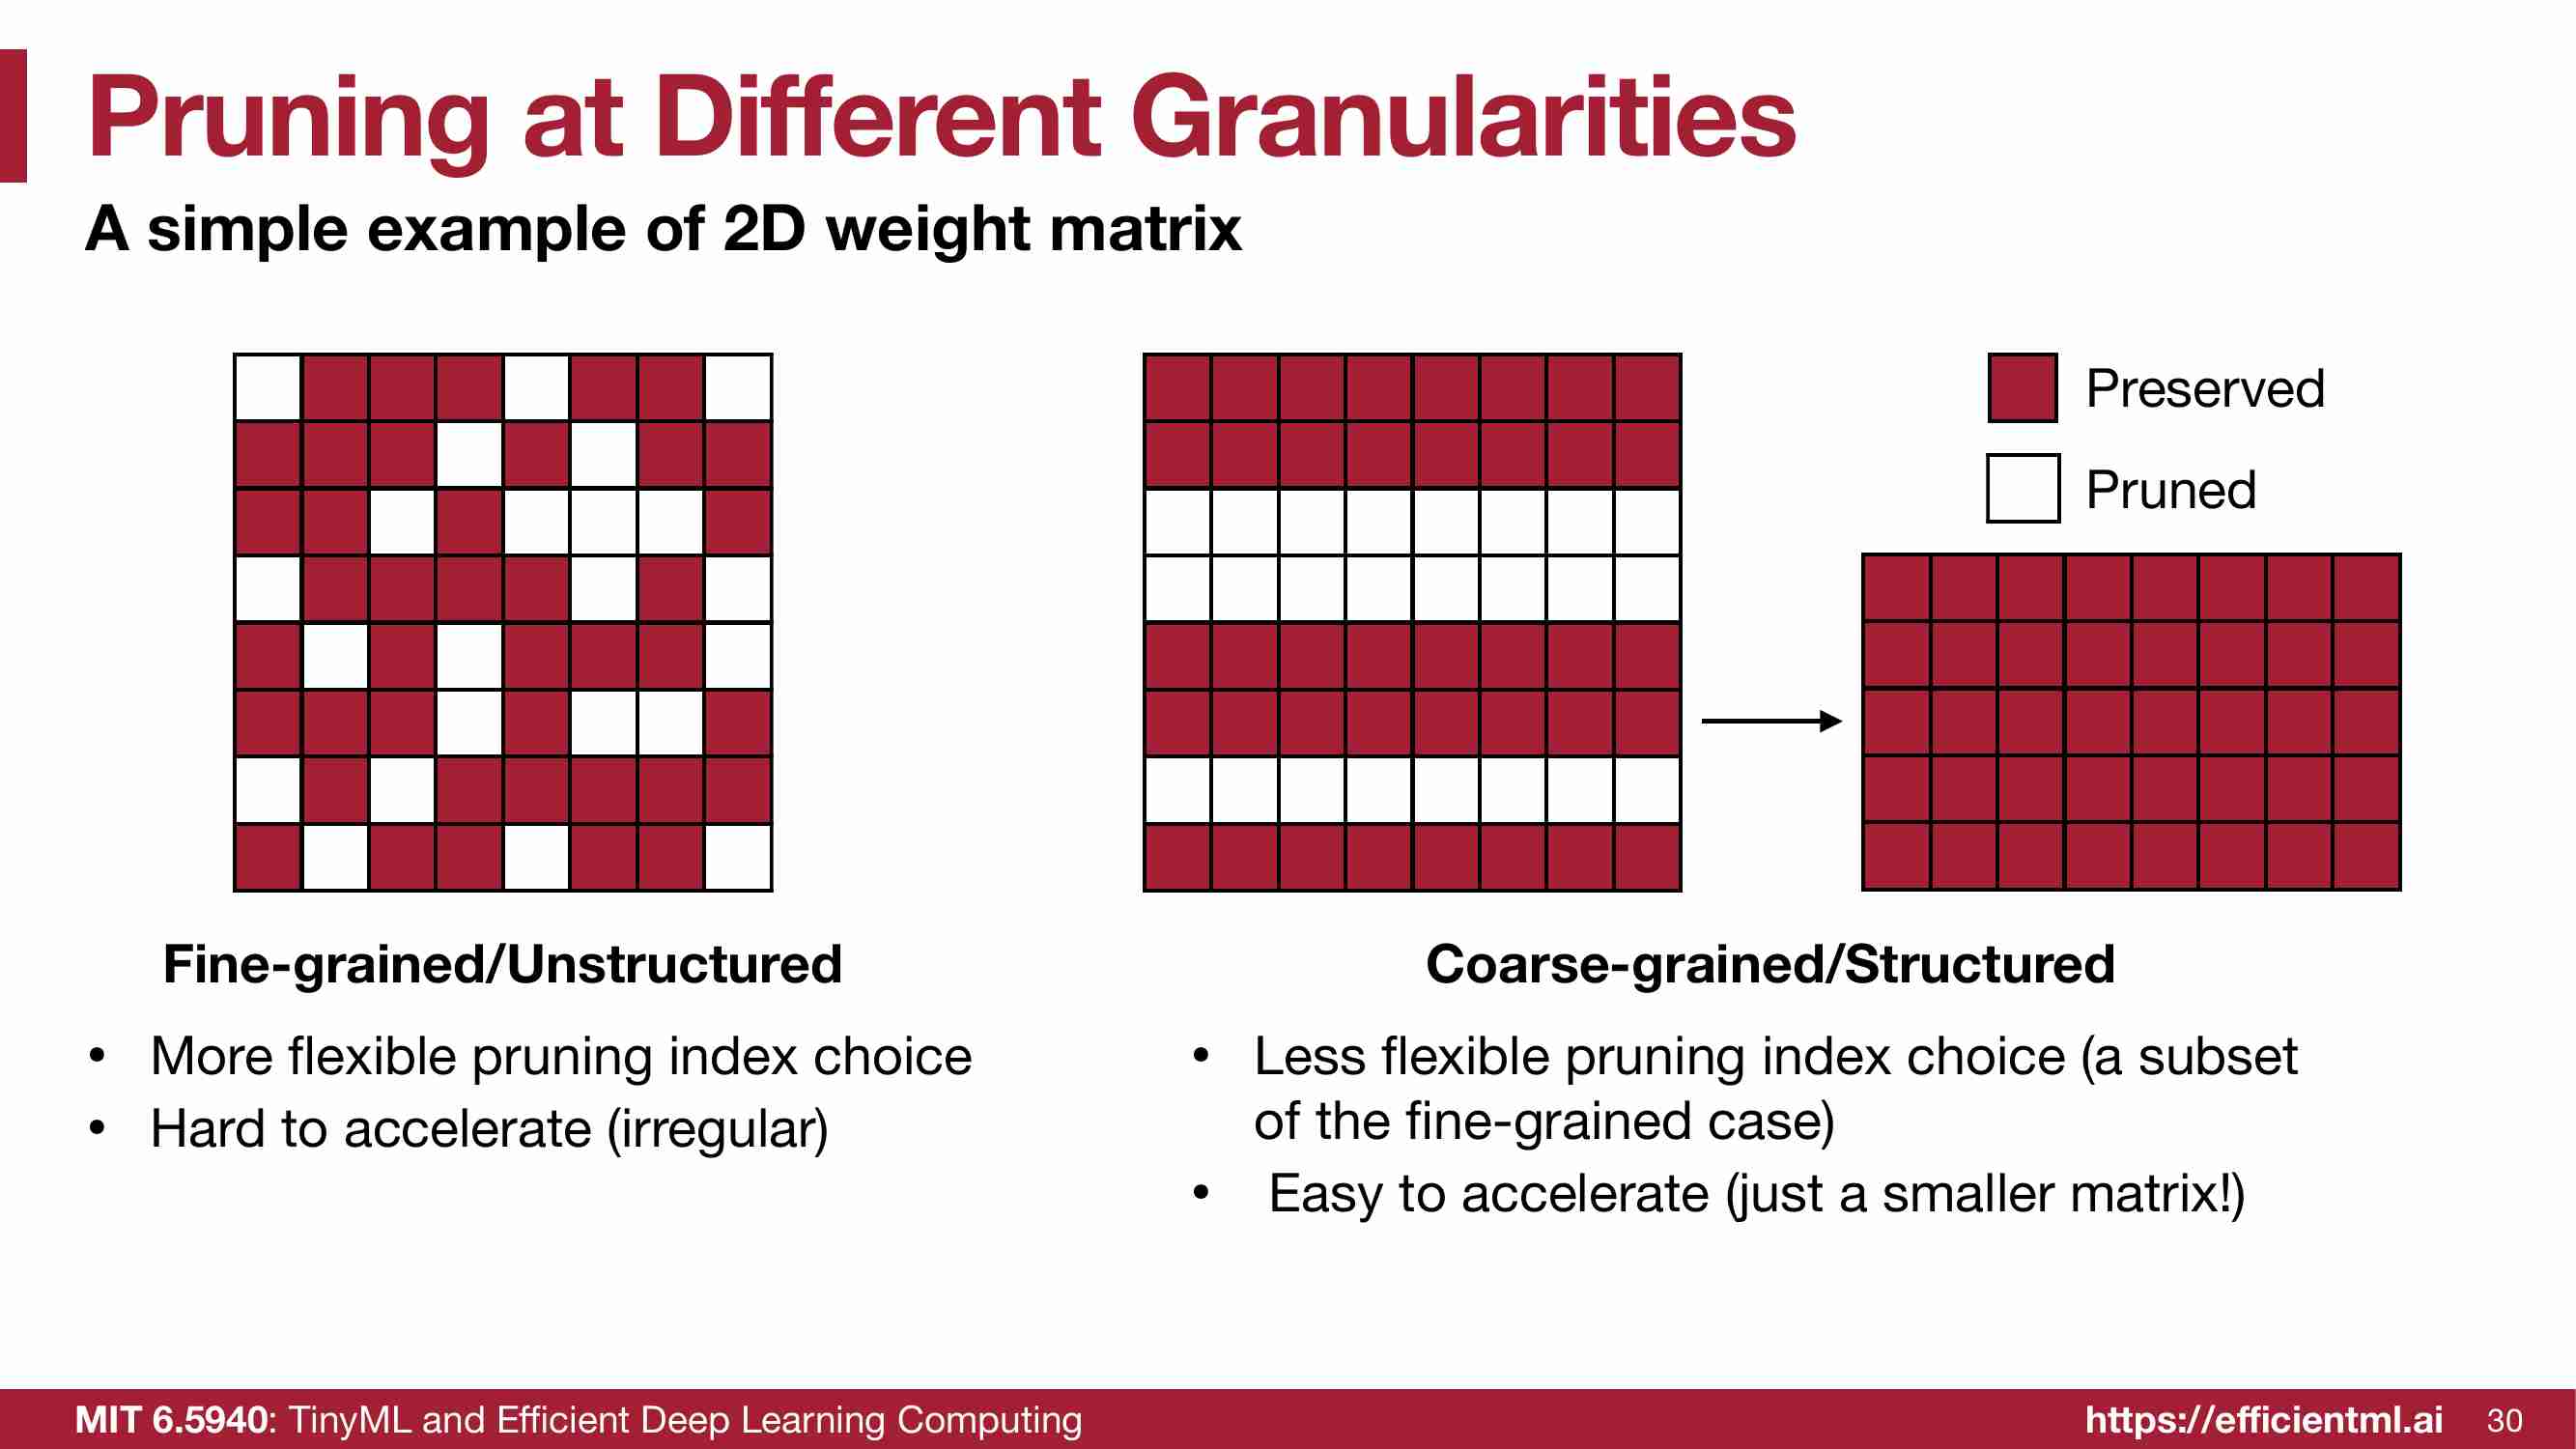 Pruning at Different Granularities
A simple example of 2D weight matrix
Preserved
Pruned
Fine-grained/Unstructured
• More flexible pruning index choice
• Hard to accelerate (irregular)
Coarse-grained/Structured
• Less flexible pruning index choice (a subset
of the fine-grained case)
• Easy to accelerate (just a smaller matrix!)
MIT 6.5940: TinyML and Efficient Deep Learning Computing
https://efficientml.ai 30